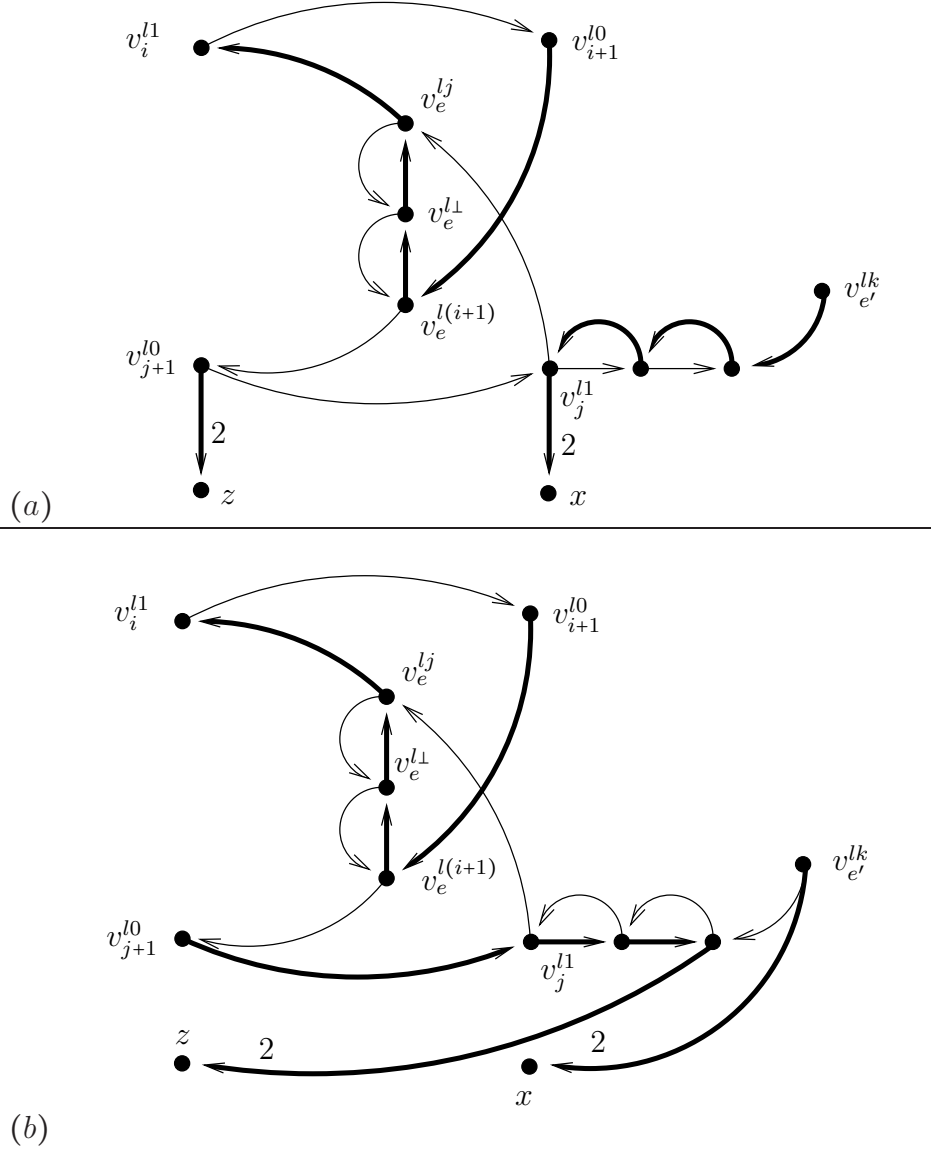 v_i^{l1}
v_{i+1}^{l0}
v_e^{lj}
v_e^{l⊥}
v_e^{l(i+1)}
v_{e'}^{lk}
v_{j+1}^{l0}
v_j^{l1}
2
2
z
x
(a)
v_i^{l1}
v_{i+1}^{l0}
v_e^{lj}
v_e^{l⊥}
v_e^{l(i+1)}
v_{e'}^{lk}
v_{j+1}^{l0}
v_j^{l1}
z
2
2
x
(b)